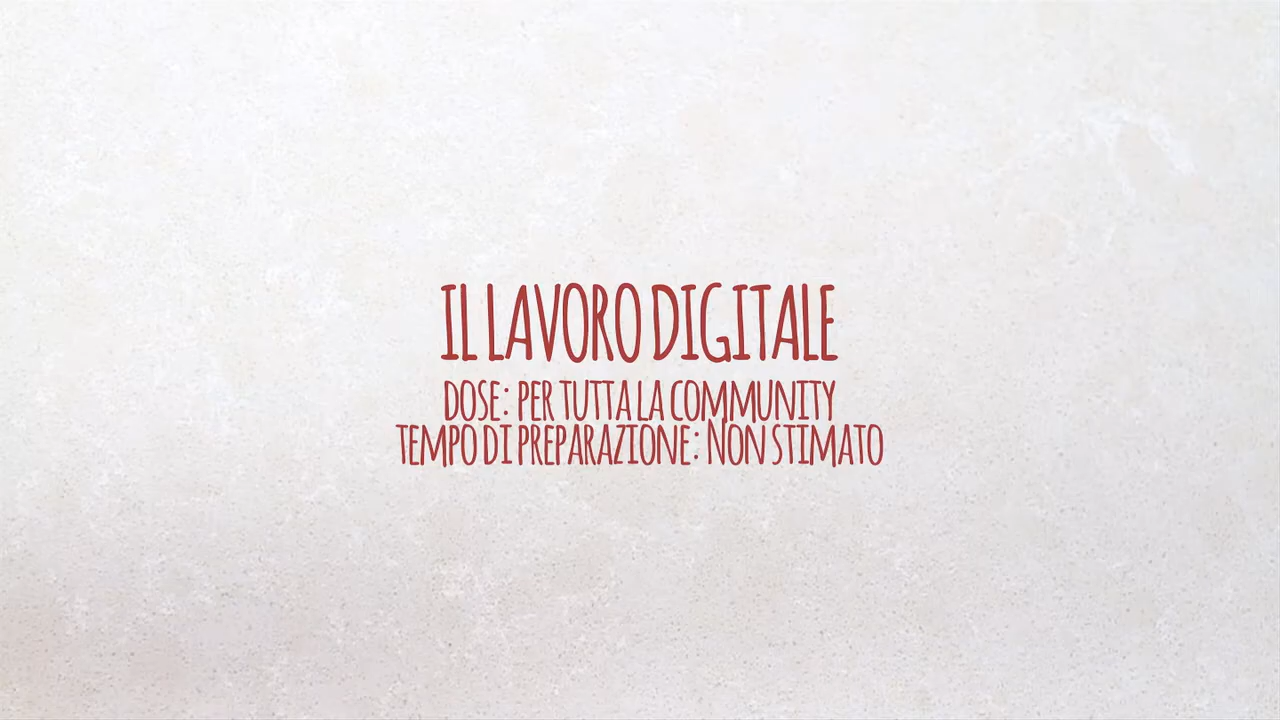 IL LAVORO DIGITALE
DOSE: PER TUTTA LA COMMUNITY
TEMPO DI PREPARAZIONE: NON STIMATO